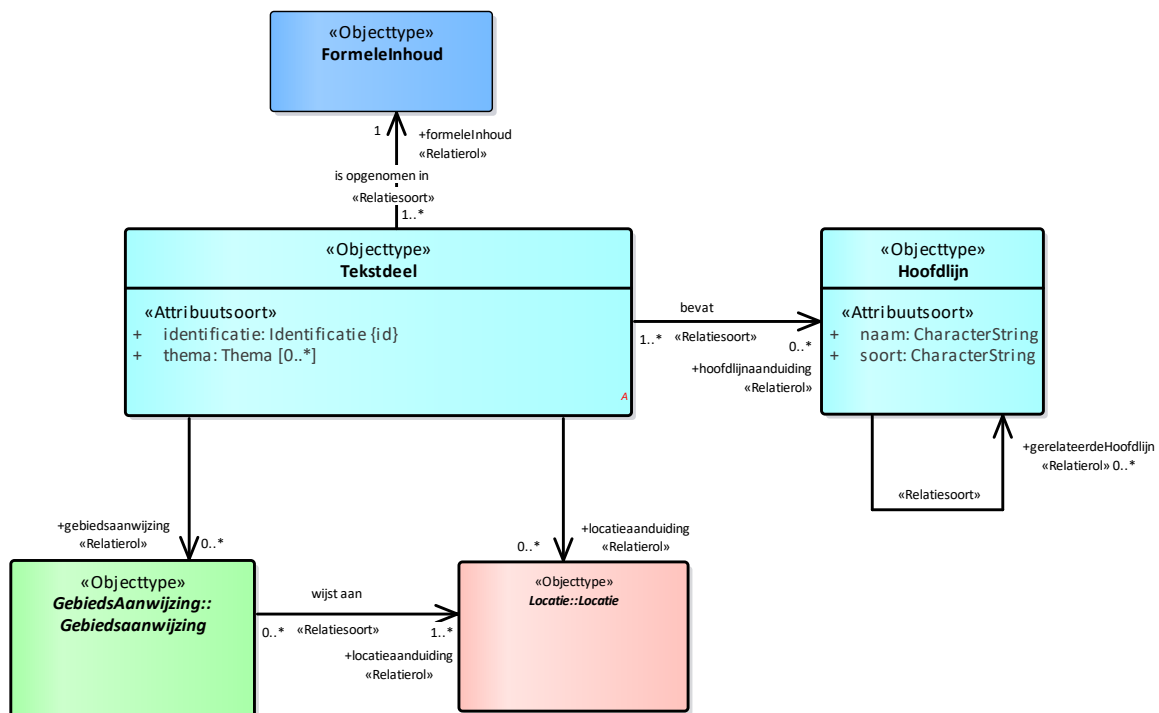 «Objecttype»
FormeleInhoud
1
+formeleInhoud
«Relatierol»
is opgenomen in
«Relatiesoort»
1..*
«Objecttype»
Tekstdeel
«Attribuutsoort»
+ identificatie: Identificatie {id}
+ thema: Thema [0..*]
A
bevat
1..*
«Relatiesoort»
0..*
+hoofdlijnaanduiding
«Relatierol»
«Objecttype»
Hoofdlijn
«Attribuutsoort»
+ naam: CharacterString
+ soort: CharacterString
+gerelateerdeHoofdlijn
«Relatierol» 0..*
«Relatiesoort»
+gebiedsaanwijzing
«Relatierol»
0..*
+locatieaanduiding
0..*
«Relatierol»
«Objecttype»
GebiedsAanwijzing::
Gebiedsaanwijzing
wijst aan
0..*
«Relatiesoort»
1..*
+locatieaanduiding
«Relatierol»
«Objecttype»
Locatie::Locatie